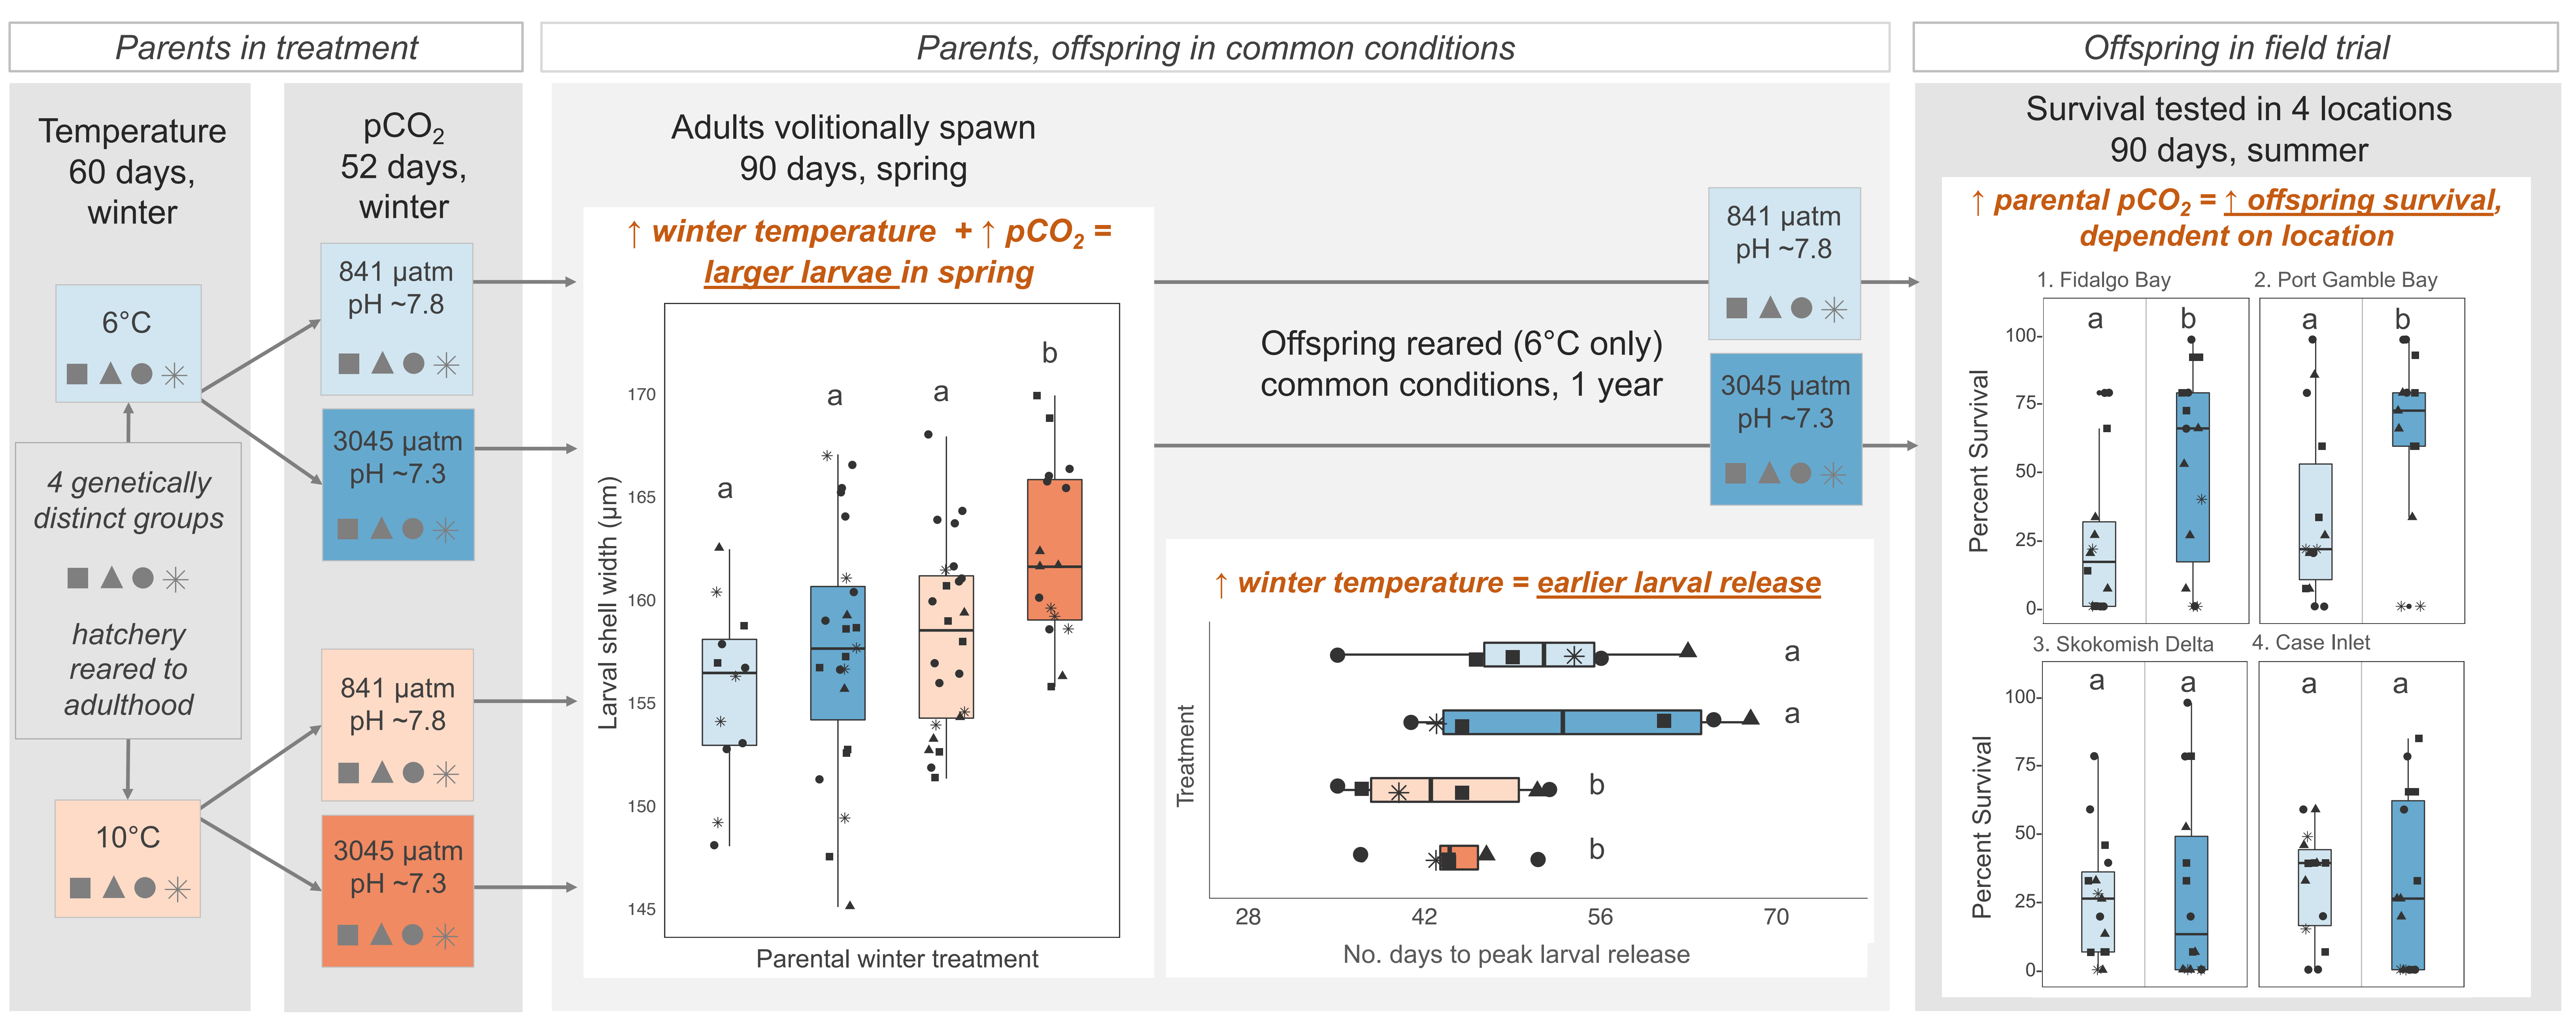 Parents in treatment
Parents, offspring in common conditions
Offspring in field trial
Temperature
60 days,
winter
pCO₂
52 days,
winter
6°C
841 µatm
pH ~7.8
3045 µatm
pH ~7.3
4 genetically
distinct groups
hatchery
reared to
adulthood
10°C
841 µatm
pH ~7.8
3045 µatm
pH ~7.3
Adults volitionally spawn
90 days, spring
↑ winter temperature + ↑ pCO₂ =
larger larvae in spring
Larval shell width (µm)
170
165
160
155
150
145
a
a
a
b
Parental winter treatment
Offspring reared (6°C only)
common conditions, 1 year
841 µatm
pH ~7.8
3045 µatm
pH ~7.3
↑ winter temperature = earlier larval release
Treatment
a
a
b
b
28 42 56 70
No. days to peak larval release
Survival tested in 4 locations
90 days, summer
↑ parental pCO₂ = ↑ offspring survival,
dependent on location
1. Fidalgo Bay
2. Port Gamble Bay
Percent Survival
100
75
50
25
0
a b
a b
3. Skokomish Delta
4. Case Inlet
Percent Survival
100
75
50
25
0
a a
a a